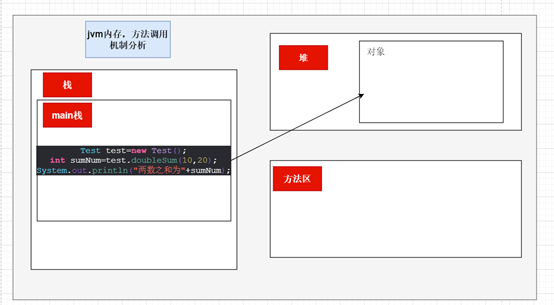 jvm内存，方法调用
机制分析
栈
main栈
Test test=new Test();
int sumNum=test.doubleSum(10,20);
System.out.println("两数之和为"+sumNum);
堆
对象
方法区